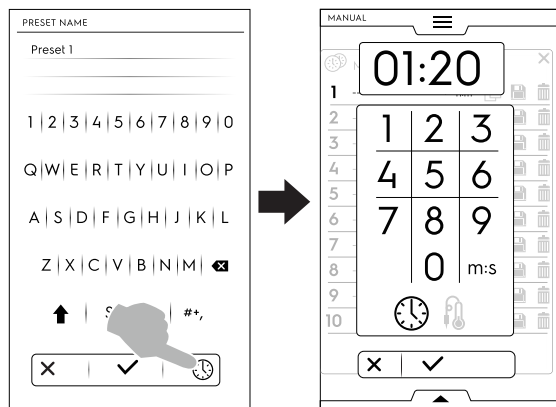 PRESET NAME
Preset 1
1 2 3 4 5 6 7 8 9 0
Q W E R T Y U I O P
A S D F G H J K L
Z X C V B N M
#+,
MANUAL
01:20
1
2
3
4
5
6
7
8
9
10
1 2 3
4 5 6
7 8 9
0 m:s